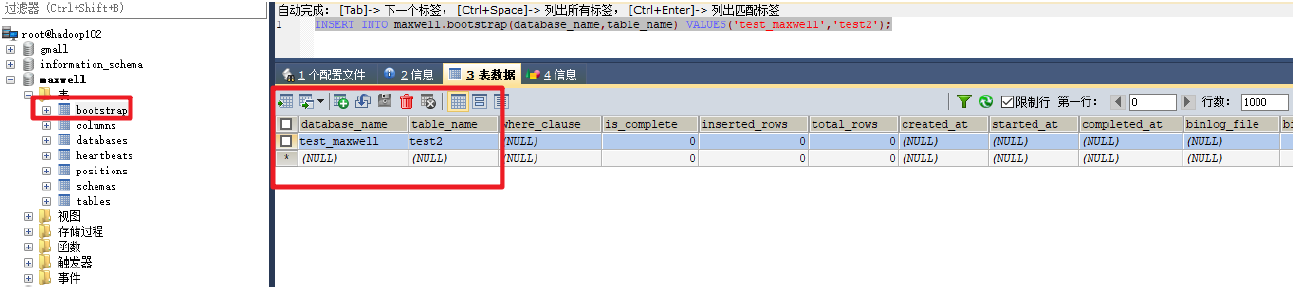 过滤器 (Ctrl+Shift+B)
root@hadoop102
gmall
information_schema
maxwell
表
bootstrap
columns
databases
heartbeats
positions
schemas
tables
视图
存储过程
函数
触发器
事件
自动完成: [Tab]-> 下一个标签, [Ctrl+Space]-> 列出所有标签, [Ctrl+Enter]-> 列出匹配标签
1 INSERT INTO maxwell.bootstrap(database_name,table_name) VALUES('test_maxwell','test2');
1 个配置文件 2 信息 3 表数据 4 信息
限制行 第一行: 0 行数: 1000
database_name table_name where_clause is_complete inserted_rows total_rows created_at started_at completed_at binlog_file bi
test_maxwell test2 (NULL) 0 0 0 (NULL) (NULL) (NULL) (NULL)
* (NULL) (NULL) (NULL) 0 0 0 (NULL) (NULL) (NULL) (NULL)